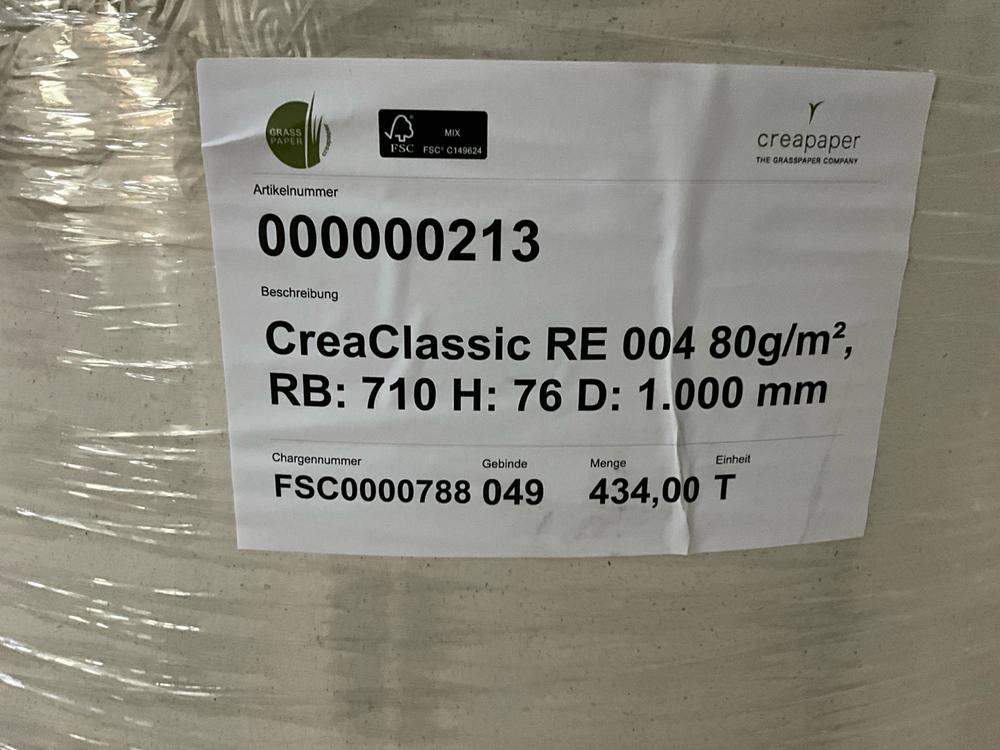 GRASS
PAPER
creapaper
FSC
MIX
FSC® C149624
creapaper
THE GRASSPAPER COMPANY
Artikelnummer
000000213
Beschreibung
CreaClassic RE 004 80g/m²,
RB: 710 H: 76 D: 1.000 mm
Chargennummer Gebinde Menge Einheit
FSC0000788 049 434,00 T